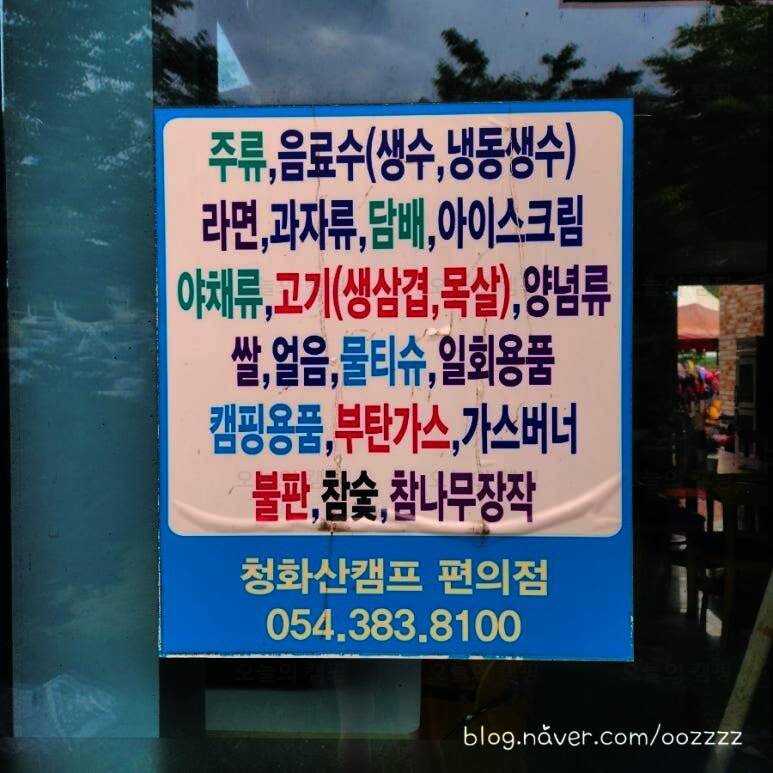 주류,음료수(생수,냉동생수)
라면,과자류,담배,아이스크림
야채류,고기(생삼겹,목살),양념류
쌀,얼음,물티슈,일회용품
캠핑용품,부탄가스,가스버너
불판,참숯,참나무장작
청화산캠프 편의점
054.383.8100
blog.naver.com/oozzzz